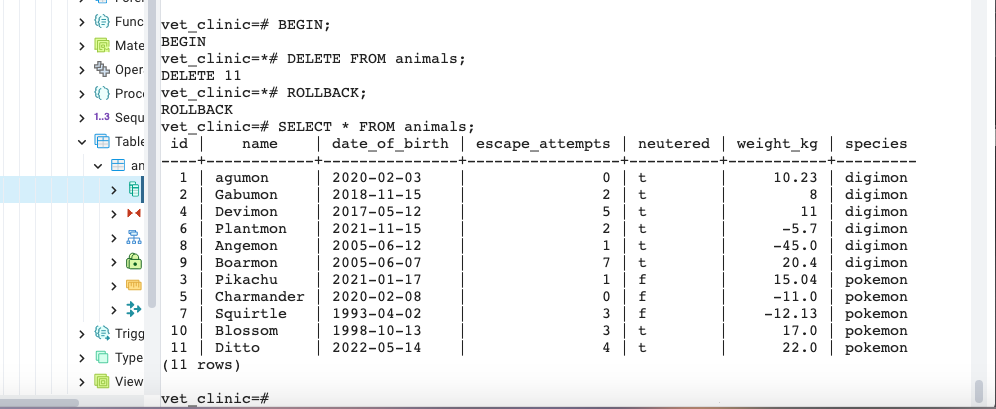 Func
Mate
Oper
Proc
1..3 Sequ
Table
an
Trigg
Type
View
vet_clinic=# BEGIN;
BEGIN
vet_clinic=*# DELETE FROM animals;
DELETE 11
vet_clinic=*# ROLLBACK;
ROLLBACK
vet_clinic=# SELECT * FROM animals;
 id |    name    | date_of_birth | escape_attempts | neutered | weight_kg | species
----+------------+---------------+-----------------+----------+-----------+---------
  1 | agumon     | 2020-02-03    |               0 | t        |     10.23 | digimon
  2 | Gabumon    | 2018-11-15    |               2 | t        |         8 | digimon
  4 | Devimon    | 2017-05-12    |               5 | t        |        11 | digimon
  6 | Plantmon   | 2021-11-15    |               2 | t        |      -5.7 | digimon
  8 | Angemon    | 2005-06-12    |               1 | t        |     -45.0 | digimon
  9 | Boarmon    | 2005-06-07    |               7 | t        |      20.4 | digimon
  3 | Pikachu    | 2021-01-17    |               1 | f        |     15.04 | pokemon
  5 | Charmander | 2020-02-08    |               0 | f        |     -11.0 | pokemon
  7 | Squirtle   | 1993-04-02    |               3 | f        |    -12.13 | pokemon
 10 | Blossom    | 1998-10-13    |               3 | t        |      17.0 | pokemon
 11 | Ditto      | 2022-05-14    |               4 | t        |      22.0 | pokemon
(11 rows)
vet_clinic=#